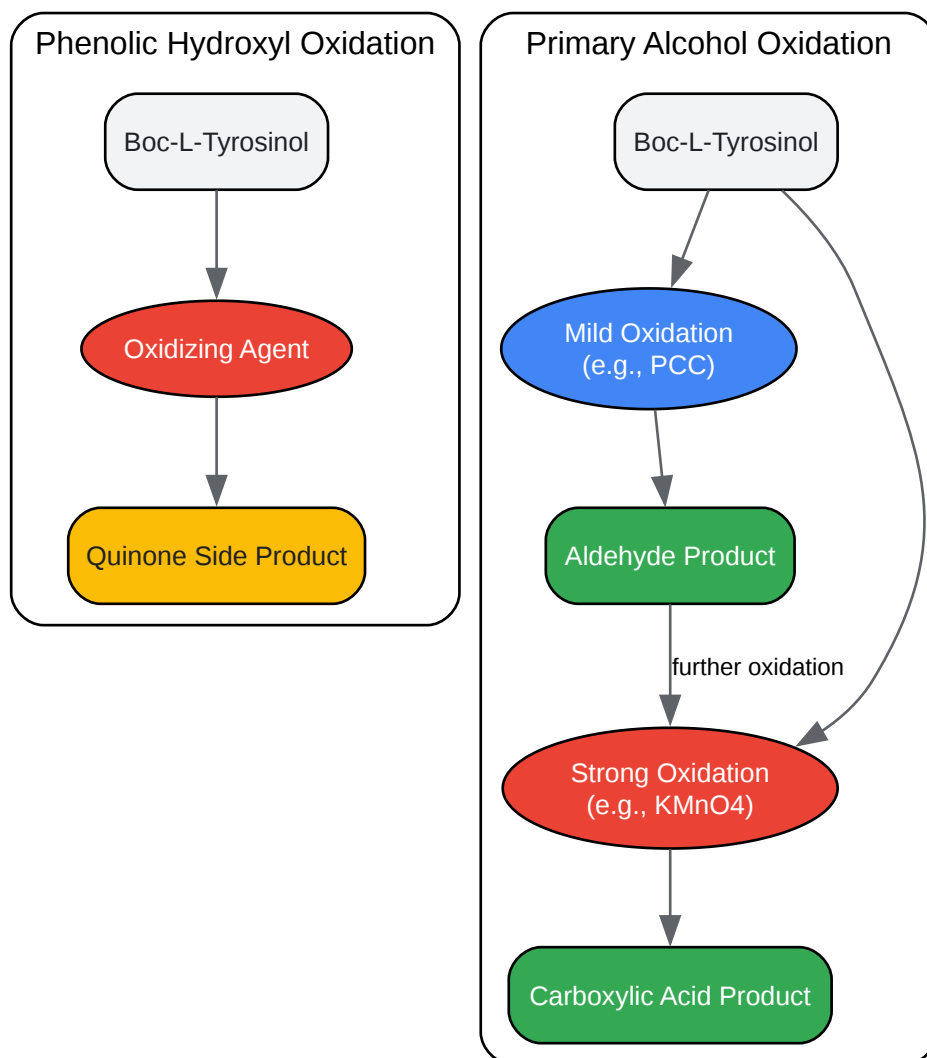 Phenolic Hydroxyl Oxidation
Boc-L-Tyrosinol
Oxidizing Agent
Quinone Side Product
Primary Alcohol Oxidation
Boc-L-Tyrosinol
Mild Oxidation
(e.g., PCC)
Aldehyde Product
further oxidation
Strong Oxidation
(e.g., KMnO4)
Carboxylic Acid Product